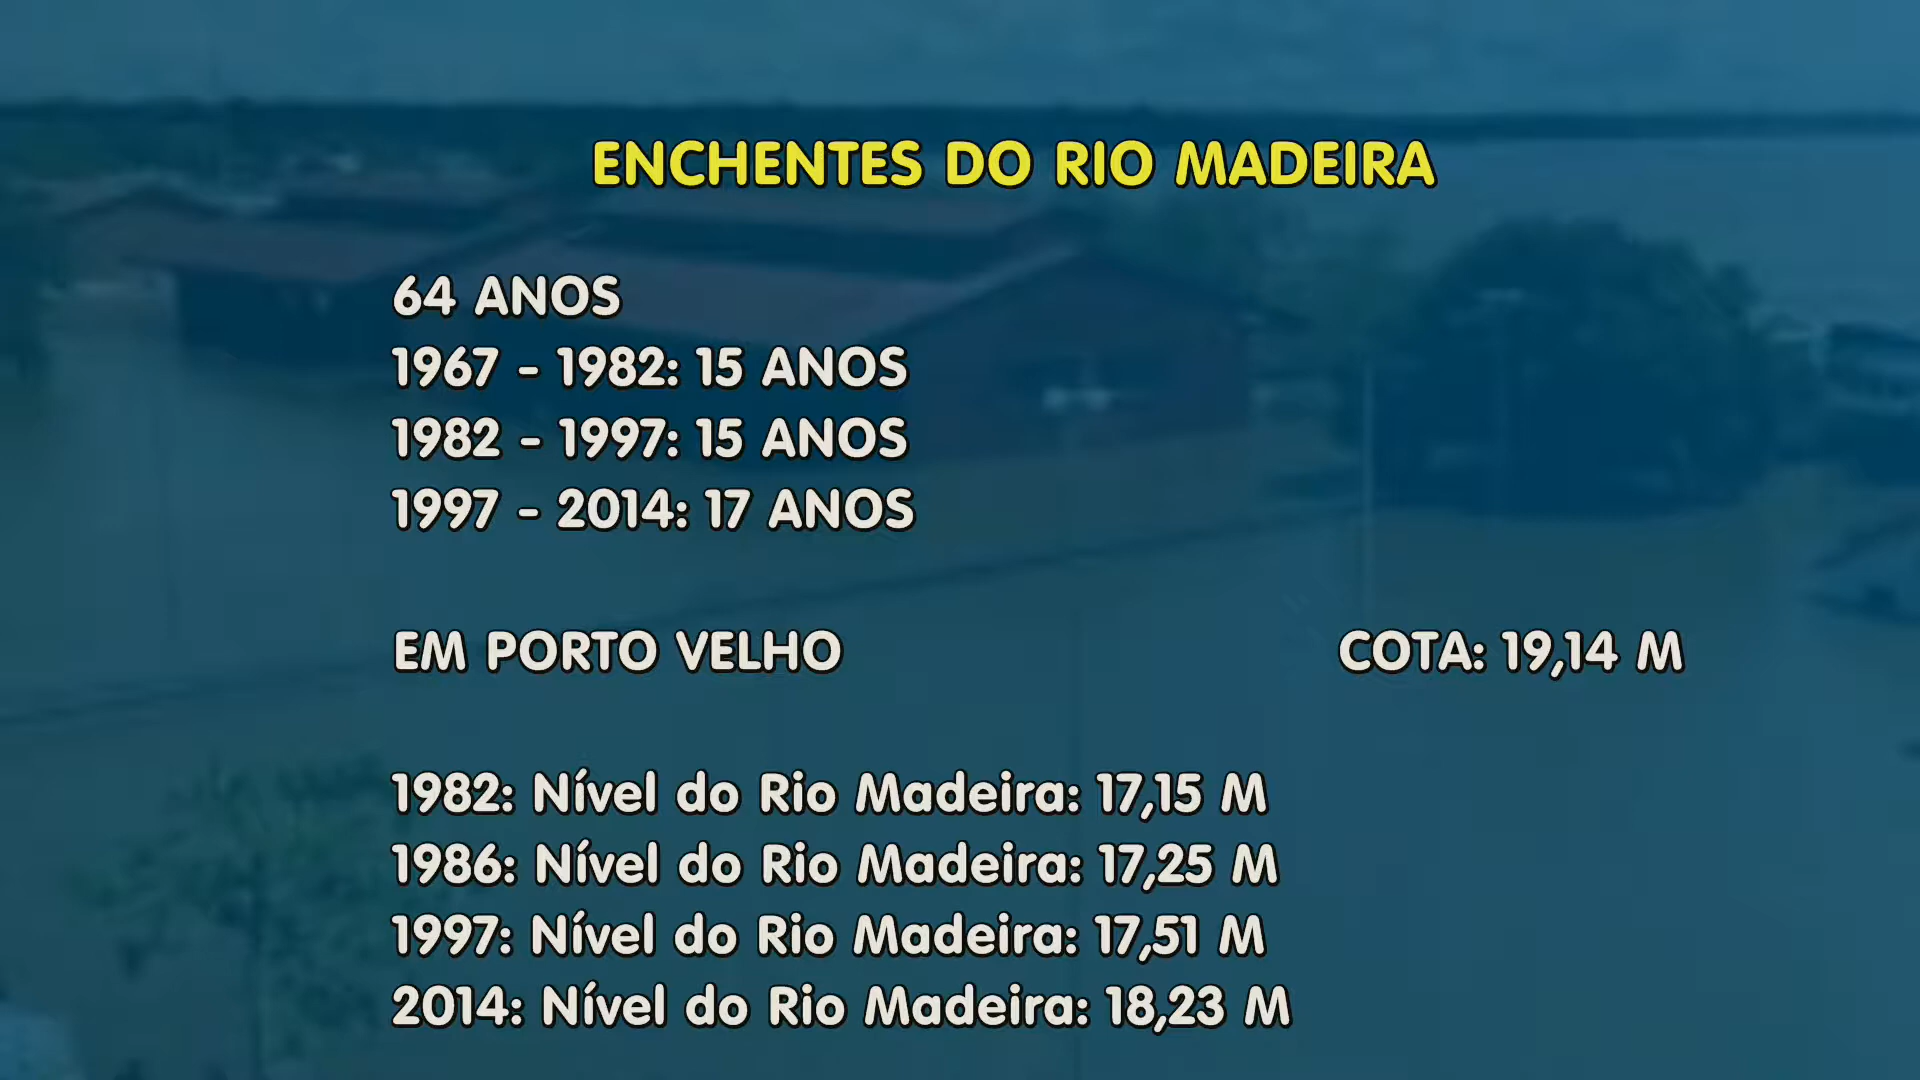 ENCHENTES DO RIO MADEIRA
64 ANOS
1967 - 1982: 15 ANOS
1982 - 1997: 15 ANOS
1997 - 2014: 17 ANOS
EM PORTO VELHO COTA: 19,14 M
1982: Nível do Rio Madeira: 17,15 M
1986: Nível do Rio Madeira: 17,25 M
1997: Nível do Rio Madeira: 17,51 M
2014: Nível do Rio Madeira: 18,23 M